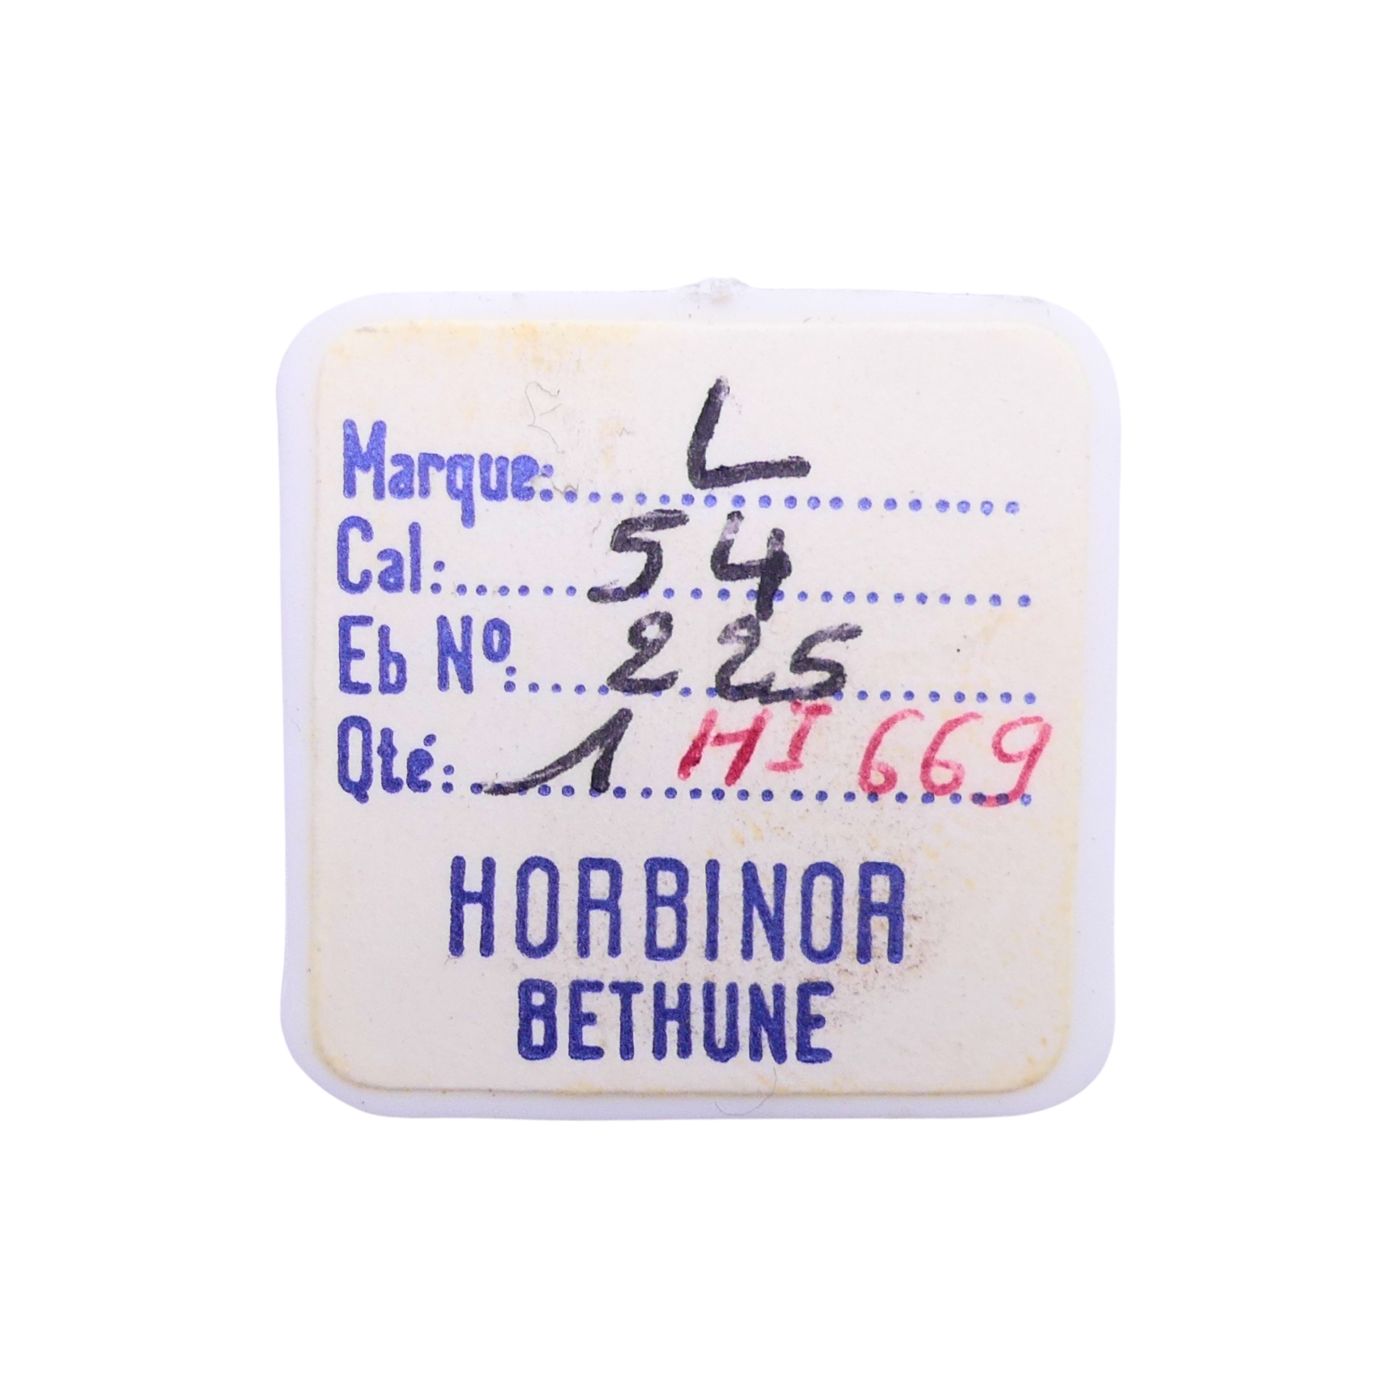 Marque: L
Cal: 54
Eb Nº: 225
Qté: 1 HI 669
HORBINOR
BETHUNE